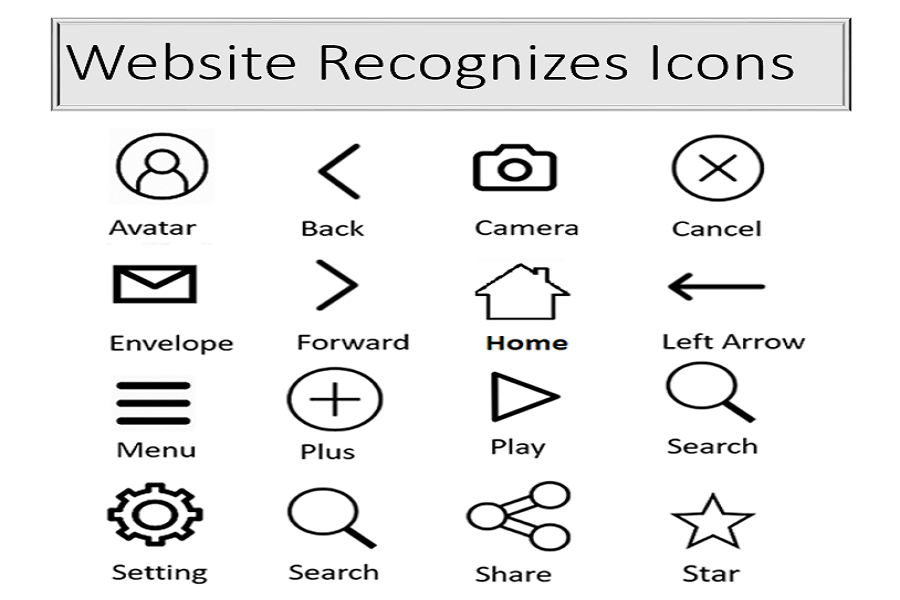 Website Recognizes Icons
Avatar Back Camera Cancel
Envelope Forward Home Left Arrow
Menu Plus Play Search
Setting Search Share Star